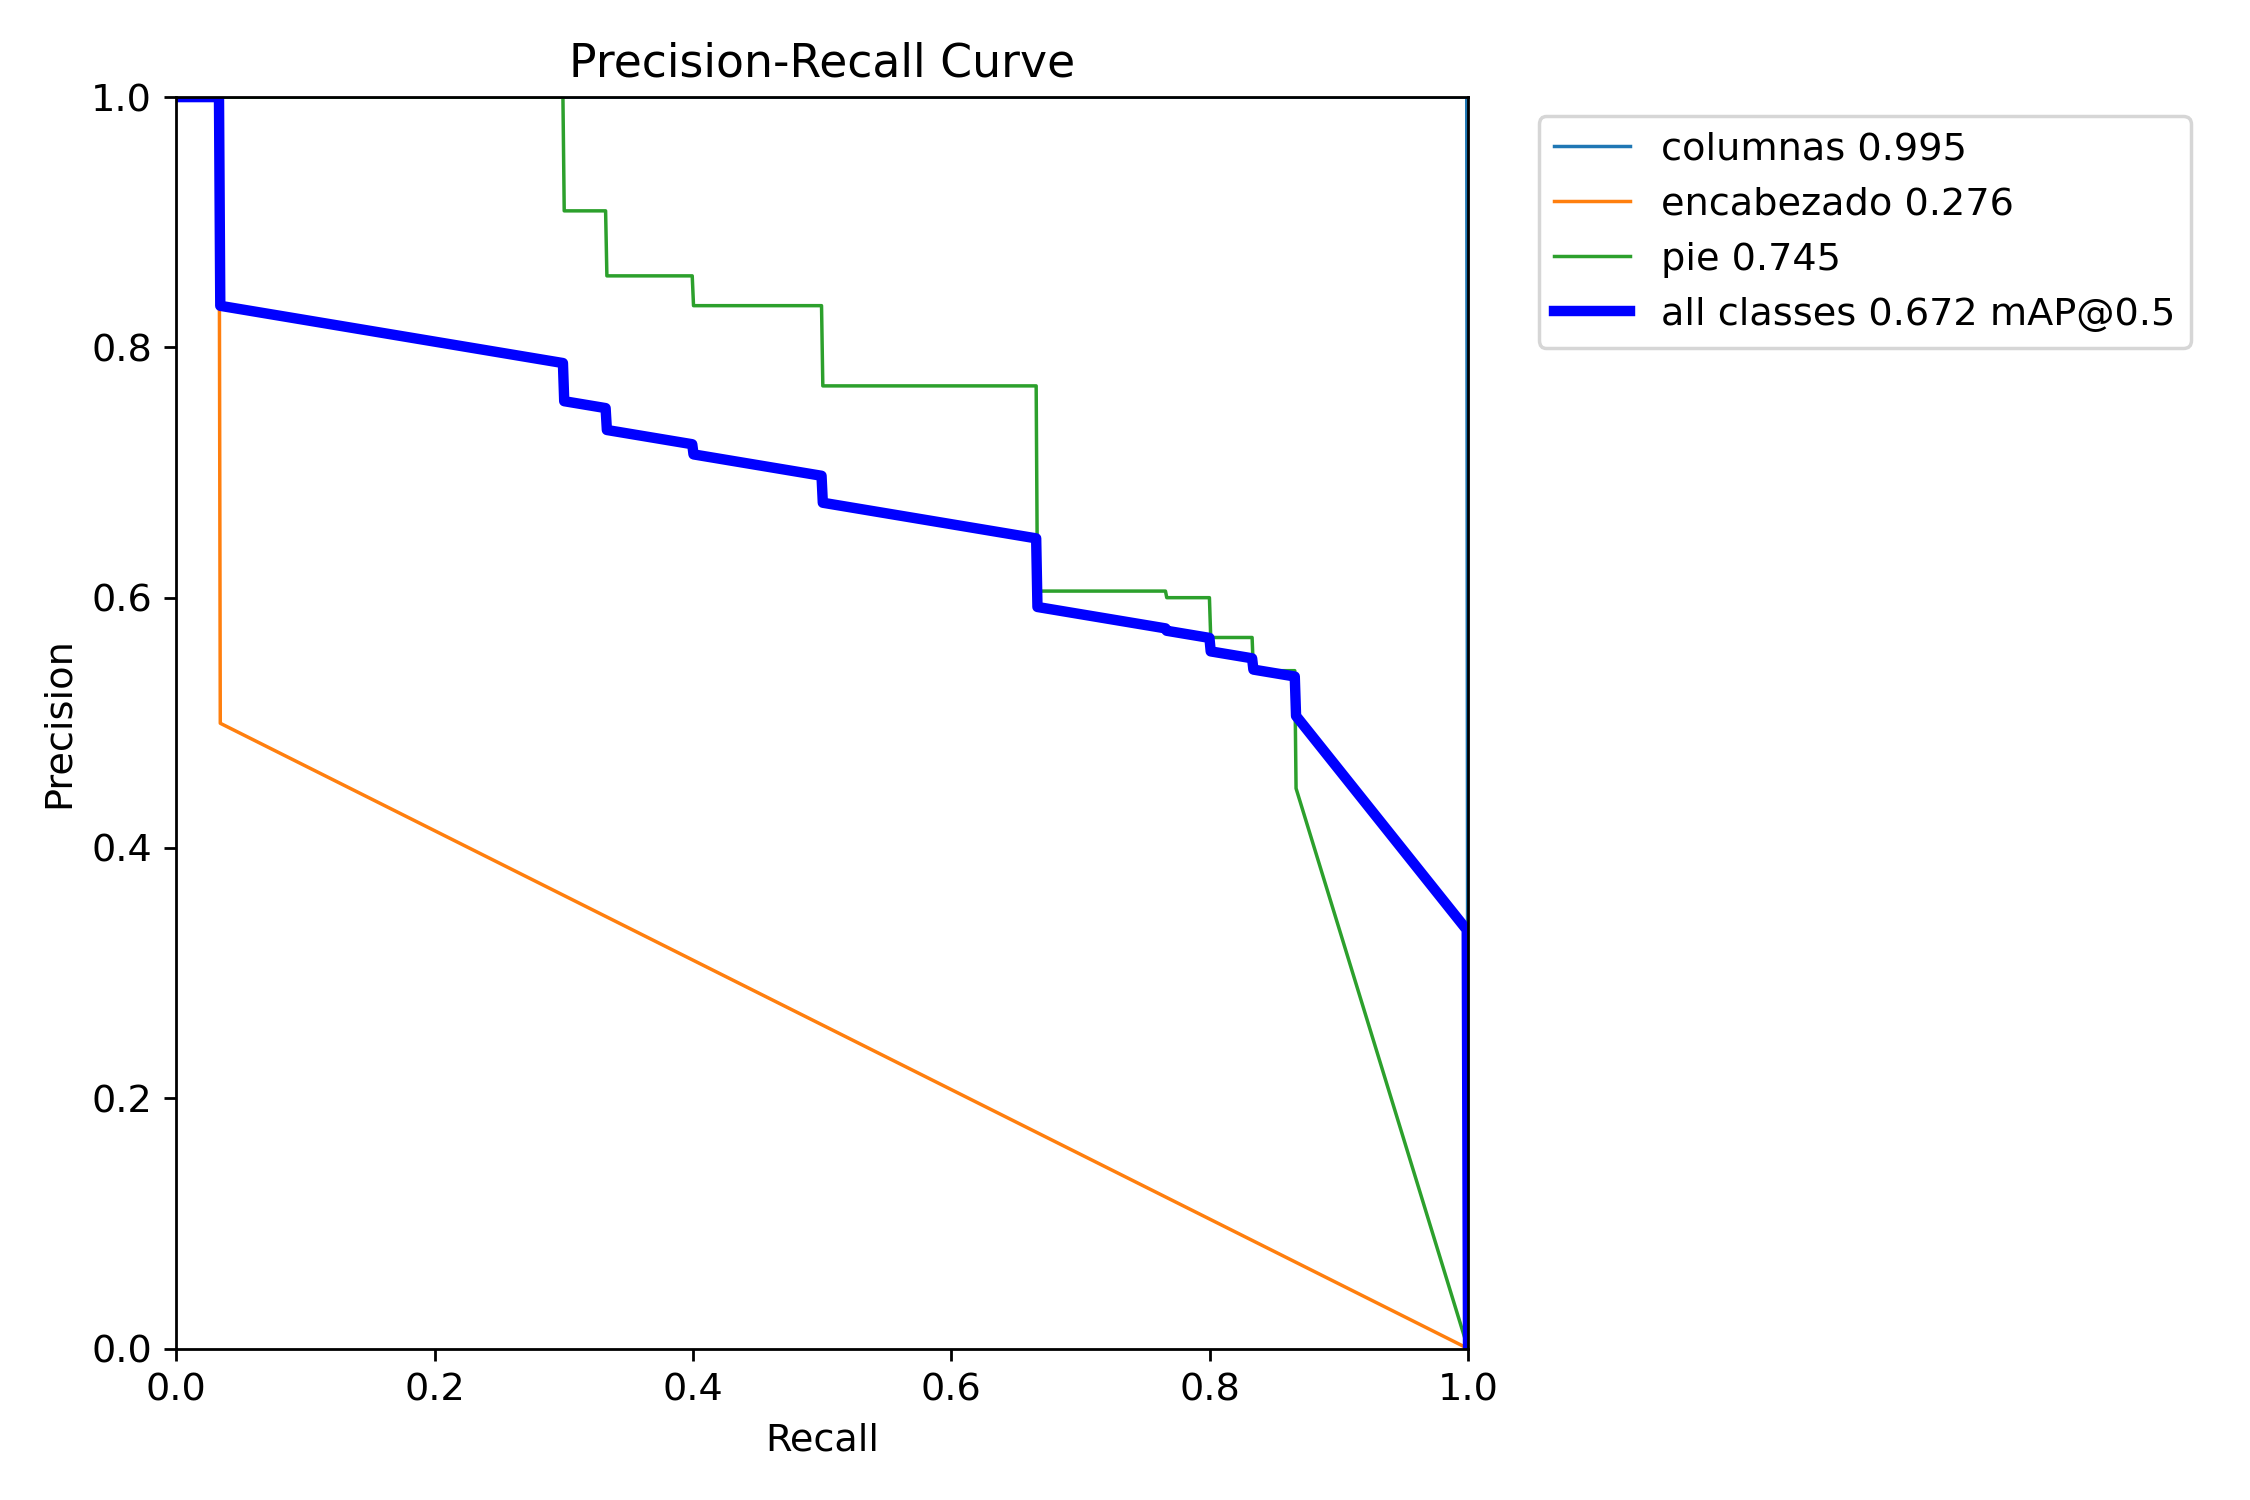 Precision-Recall Curve
1.0
0.8
0.6
0.4
0.2
0.0
Precision
0.0 0.2 0.4 0.6 0.8 1.0
Recall
columnas 0.995
encabezado 0.276
pie 0.745
all classes 0.672 mAP@0.5